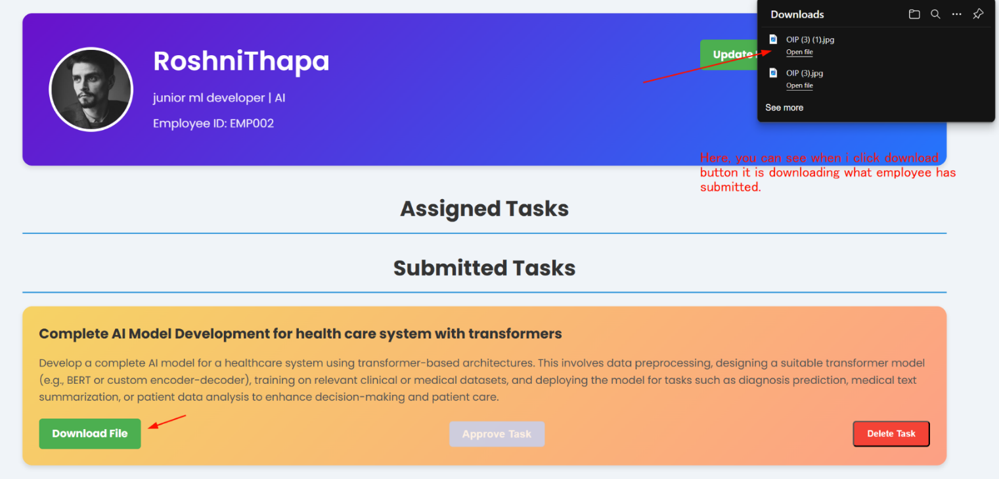 Downloads
OIP (3) (1).jpg
Open file
OIP (3).jpg
Open file
See more
RoshniThapa
junior ml developer | AI
Employee ID: EMP002
Update
Here, you can see when i click download
button it is downloading what employee has
submitted.
Assigned Tasks
Submitted Tasks
Complete AI Model Development for health care system with transformers
Develop a complete AI model for a healthcare system using transformer-based architectures. This involves data preprocessing, designing a suitable transformer model
(e.g., BERT or custom encoder-decoder), training on relevant clinical or medical datasets, and deploying the model for tasks such as diagnosis prediction, medical text
summarization, or patient data analysis to enhance decision-making and patient care.
Download File
Approve Task
Delete Task